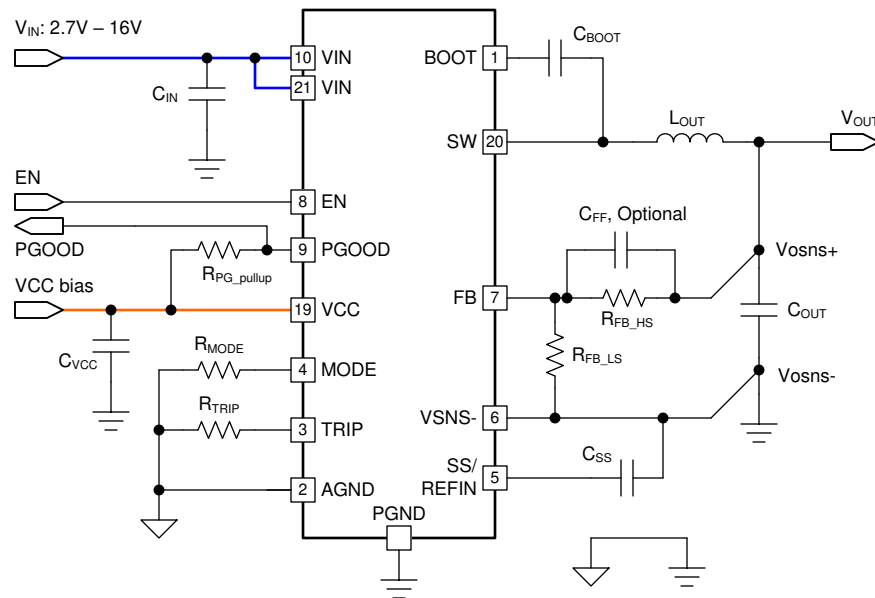 VIN: 2.7V – 16V
CIN
EN
PGOOD
RPG_pullup
VCC bias
CVCC
RMODE
RTRIP
10 VIN
21 VIN
8 EN
9 PGOOD
19 VCC
4 MODE
3 TRIP
2 AGND
PGND
BOOT 1
SW 20
FB 7
VSNS- 6
SS/
REFIN 5
CBOOT
LOUT
VOUT
CFF, Optional
RFB_HS
RFB_LS
Vosns+
COUT
Vosns-
CSS